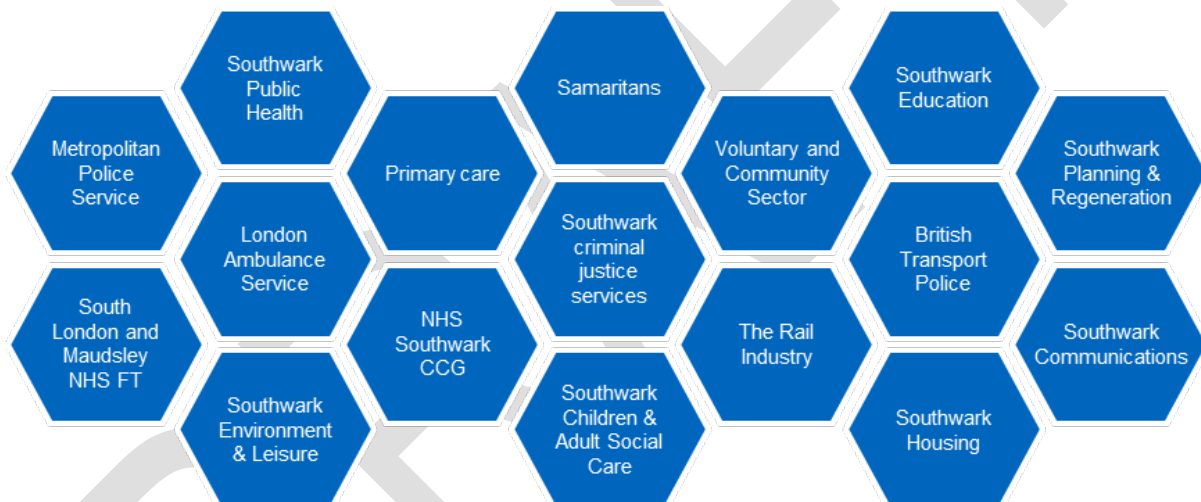 Southwark
Public
Health
Samaritans
Southwark
Education
Metropolitan
Police
Service
Primary care
Voluntary and
Community
Sector
Southwark
Planning &
Regeneration
London
Ambulance
Service
Southwark
criminal
justice
services
British
Transport
Police
South
London and
Maudsley
NHS FT
NHS
Southwark
CCG
The Rail
Industry
Southwark
Communications
Southwark
Environment
& Leisure
Southwark
Children &
Adult Social
Care
Southwark
Housing